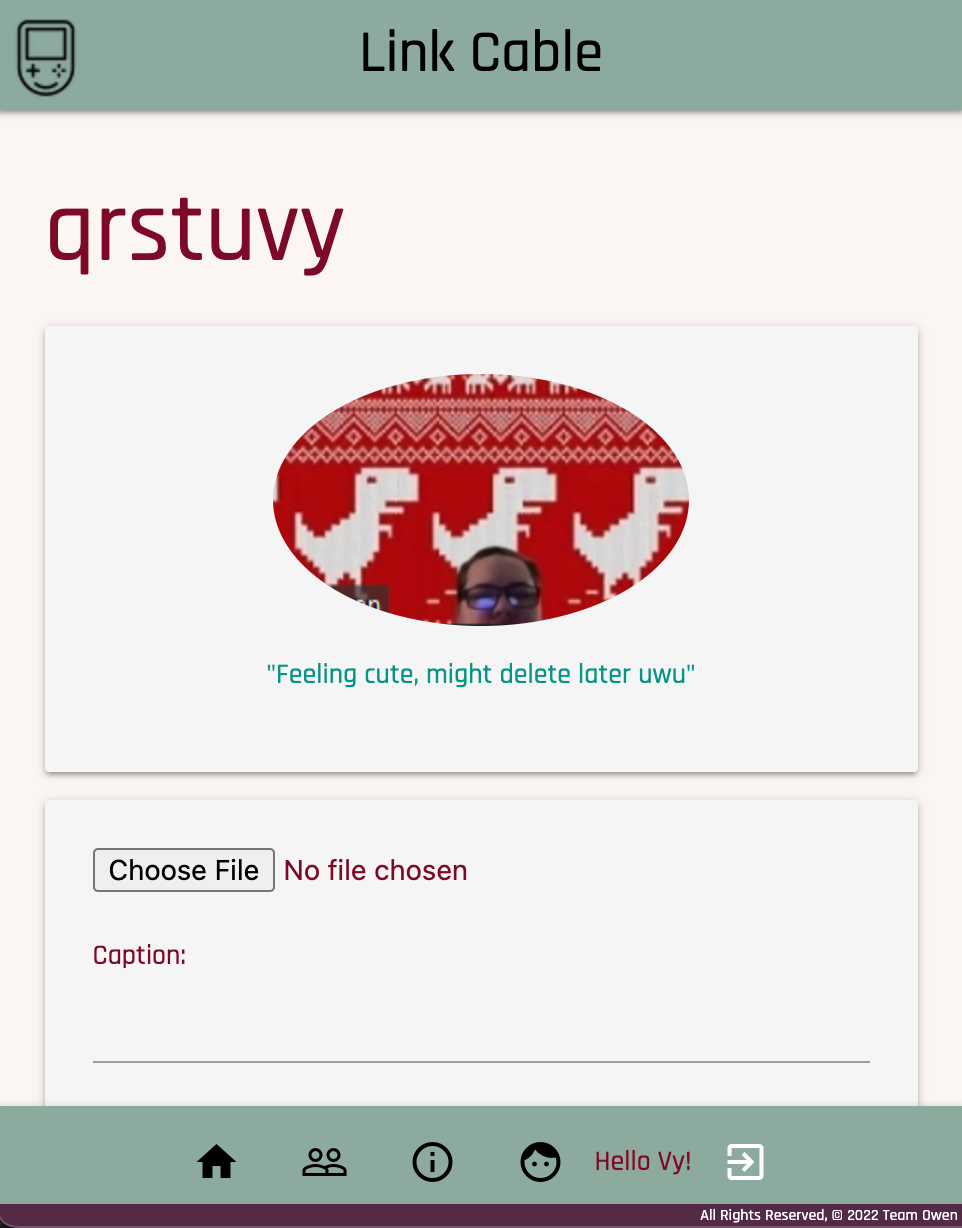 Link Cable
qrstuvy
"Feeling cute, might delete later uwu"
Choose File No file chosen
Caption:
Hello Vy!
All Rights Reserved, © 2022 Team Owen